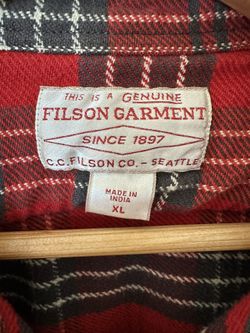 THIS IS A GENUINE
FILSON GARMENT
SINCE 1897
C.C. FILSON CO. – SEATTLE
MADE IN
INDIA
XL